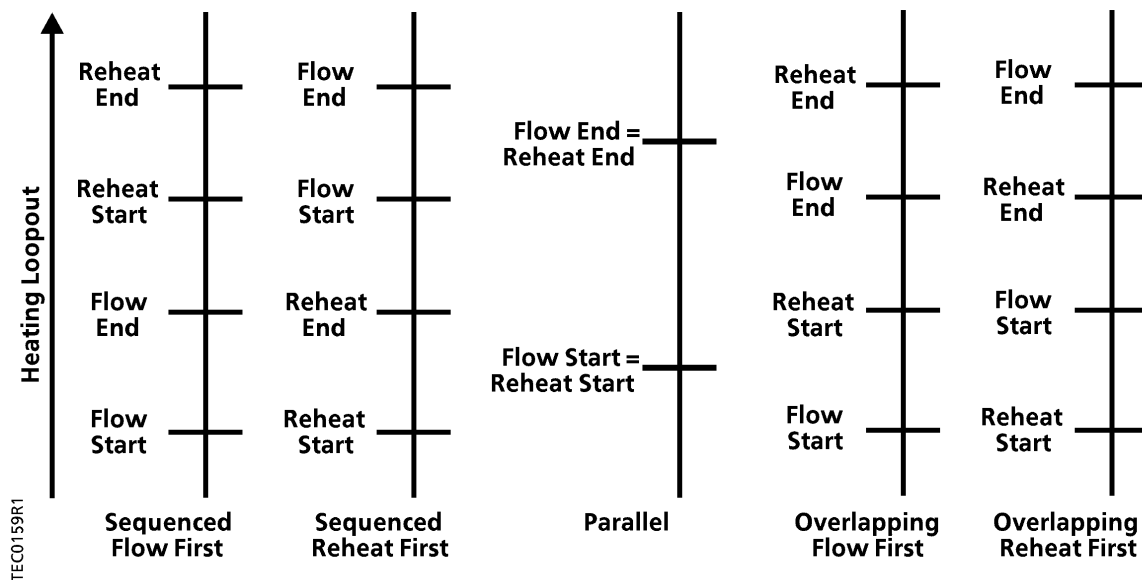 Heating Loopout
TEC0159R1
Reheat
End
Reheat
Start
Flow
End
Flow
Start
Sequenced
Flow First
Flow
End
Flow
Start
Reheat
End
Reheat
Start
Sequenced
Reheat First
Flow End =
Reheat End
Flow Start =
Reheat Start
Parallel
Reheat
End
Flow
End
Reheat
Start
Flow
Start
Overlapping
Flow First
Flow
End
Reheat
End
Flow
Start
Reheat
Start
Overlapping
Reheat First